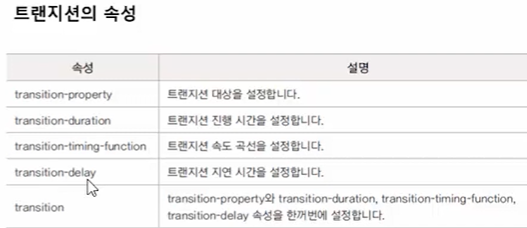 트랜지션의 속성
속성 설명
transition-property 트랜지션 대상을 설정합니다.
transition-duration 트랜지션 진행 시간을 설정합니다.
transition-timing-function 트랜지션 속도 곡선을 설정합니다.
transition-delay 트랜지션 지연 시간을 설정합니다.
transition transition-property와 transition-duration, transition-timing-function,
transition-delay 속성을 한꺼번에 설정합니다.